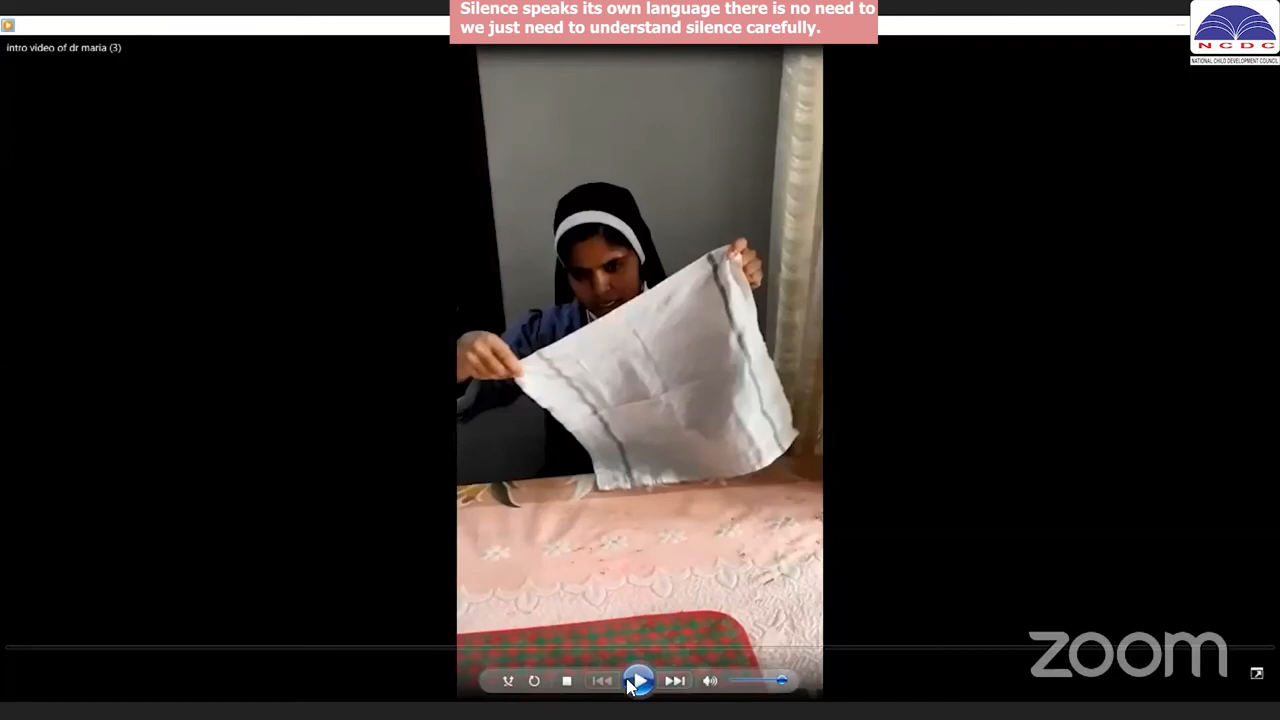 Silence speaks its own language there is no need to
we just need to understand silence carefully.
intro video of dr maria (3)
NCDC
NATIONAL CHILD DEVELOPMENT COUNCIL
zoom